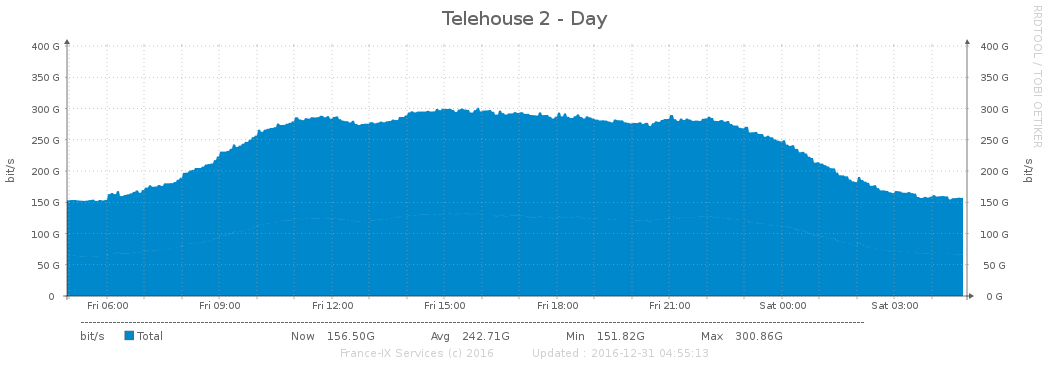 Telehouse 2 - Day
RRDTOOL / TOBI OETIKER
bit/s
400 G 400 G
350 G 350 G
300 G 300 G
250 G 250 G
200 G 200 G
150 G 150 G
100 G 100 G
50 G 50 G
0 0 G
bit/s
Fri 06:00 Fri 09:00 Fri 12:00 Fri 15:00 Fri 18:00 Fri 21:00 Sat 00:00 Sat 03:00
bit/s Total Now 156.50G Avg 242.71G Min 151.82G Max 300.86G
France-IX Services (c) 2016 Updated : 2016-12-31 04:55:13